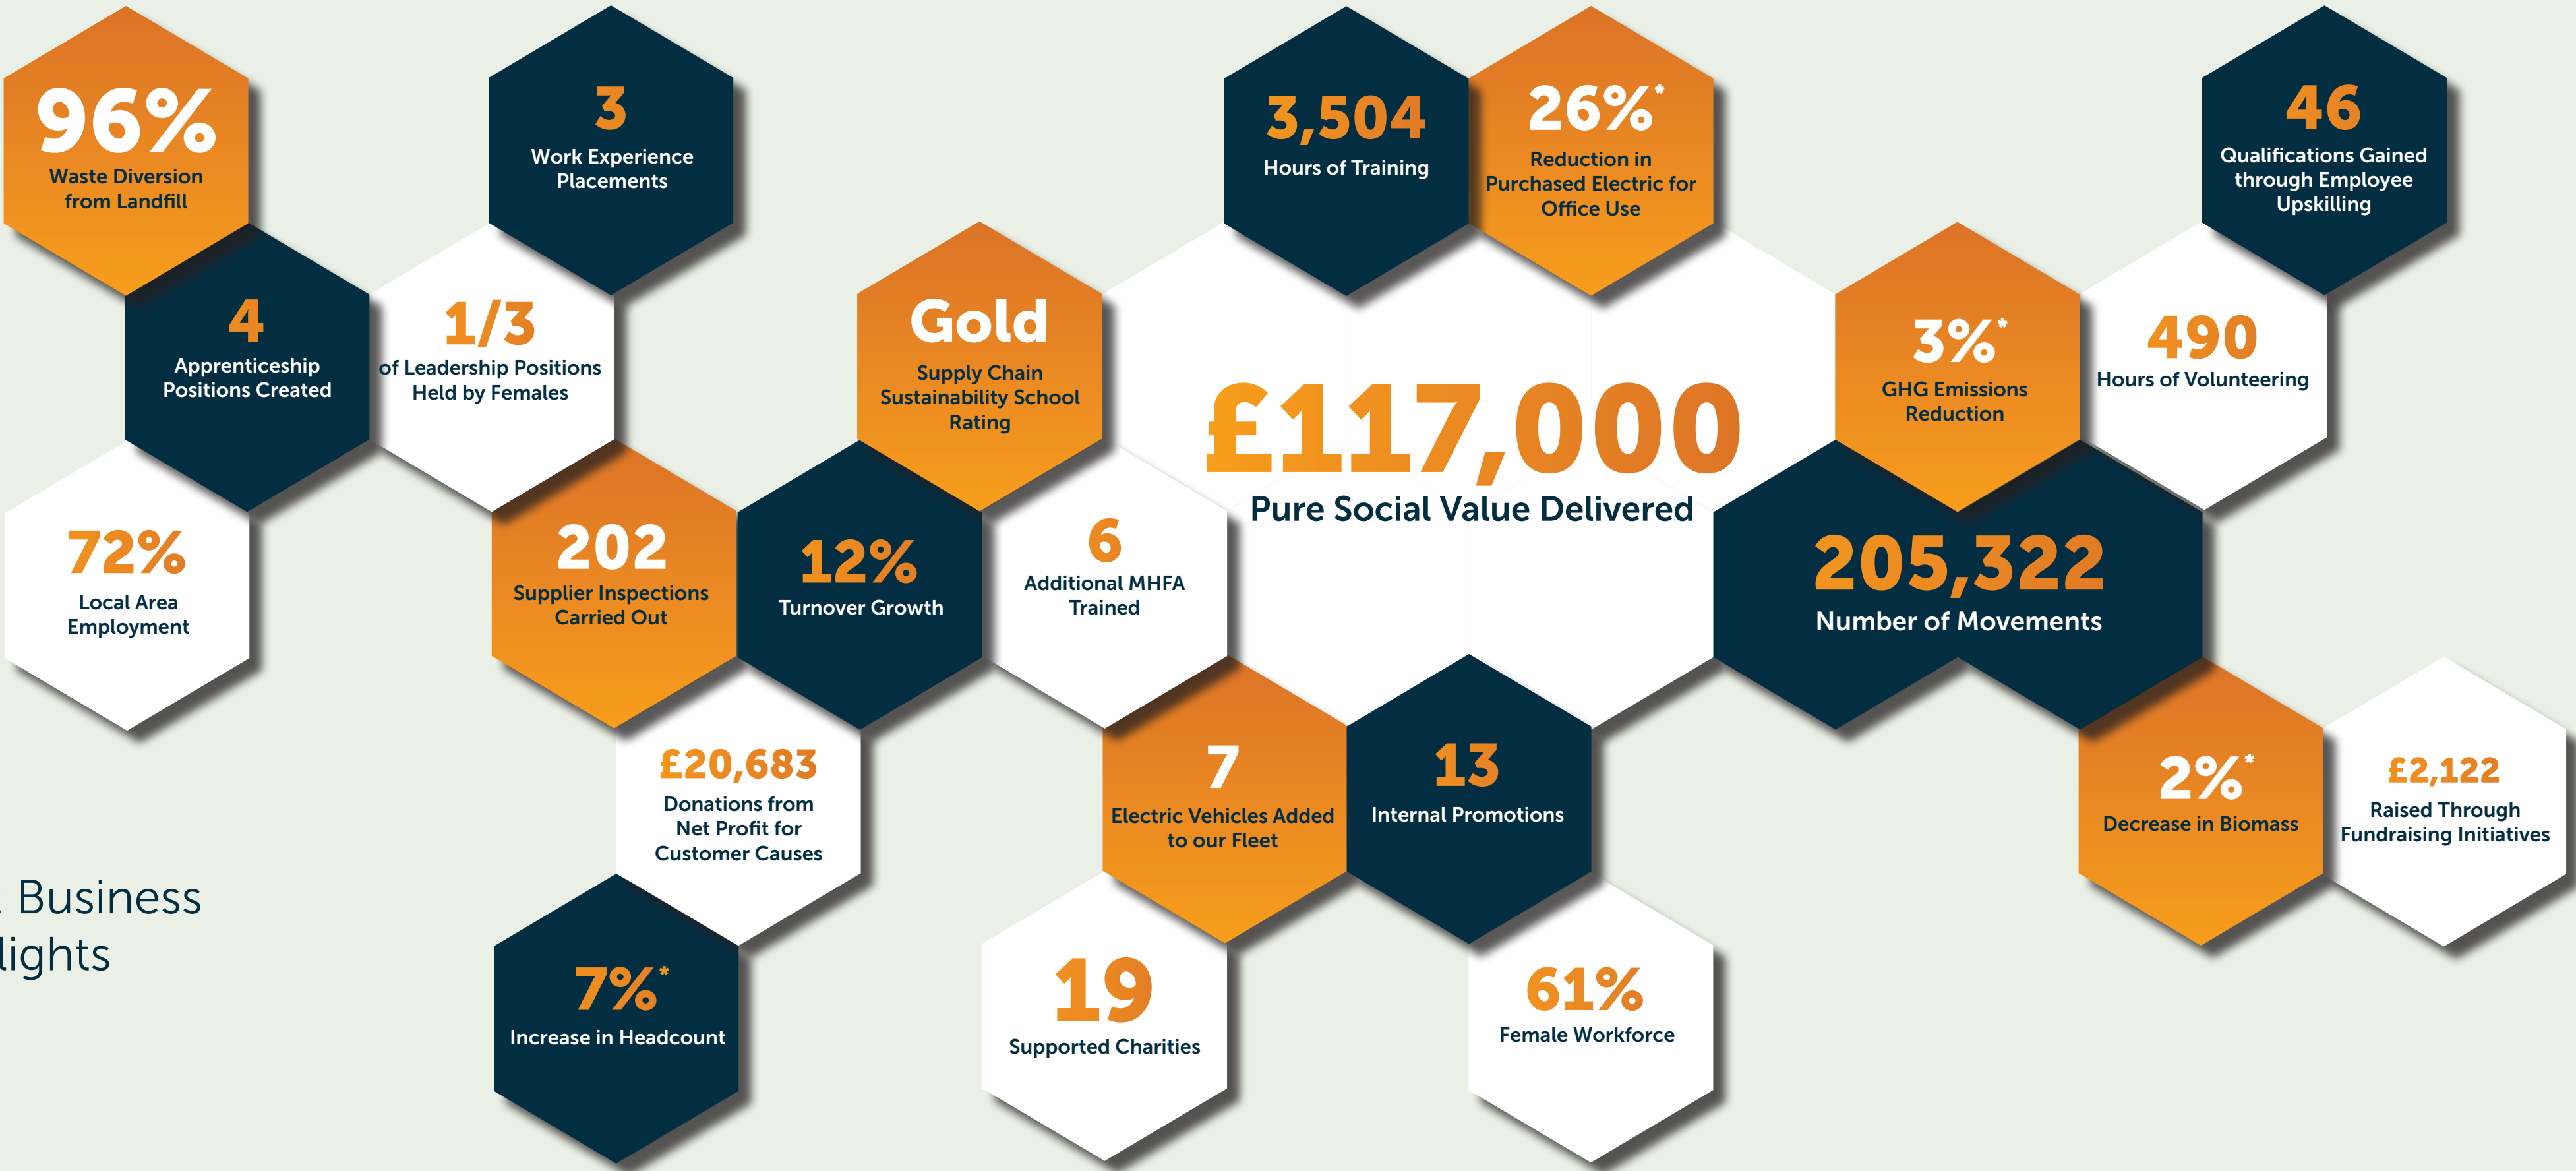 96%
Waste Diversion
from Landfill
3
Work Experience
Placements
3,504
Hours of Training
26%*
Reduction in
Purchased Electric for
Office Use
46
Qualifications Gained
through Employee
Upskilling
4
Apprenticeship
Positions Created
1/3
of Leadership Positions
Held by Females
Gold
Supply Chain
Sustainability School
Rating
£117,000
Pure Social Value Delivered
3%*
GHG Emissions
Reduction
490
Hours of Volunteering
72%
Local Area
Employment
202
Supplier Inspections
Carried Out
12%
Turnover Growth
6
Additional MHFA
Trained
205,322
Number of Movements
£20,683
Donations from
Net Profit for
Customer Causes
7
Electric Vehicles Added
to our Fleet
13
Internal Promotions
2%*
Decrease in Biomass
£2,122
Raised Through
Fundraising Initiatives
Business
lights
7%*
Increase in Headcount
19
Supported Charities
61%
Female Workforce